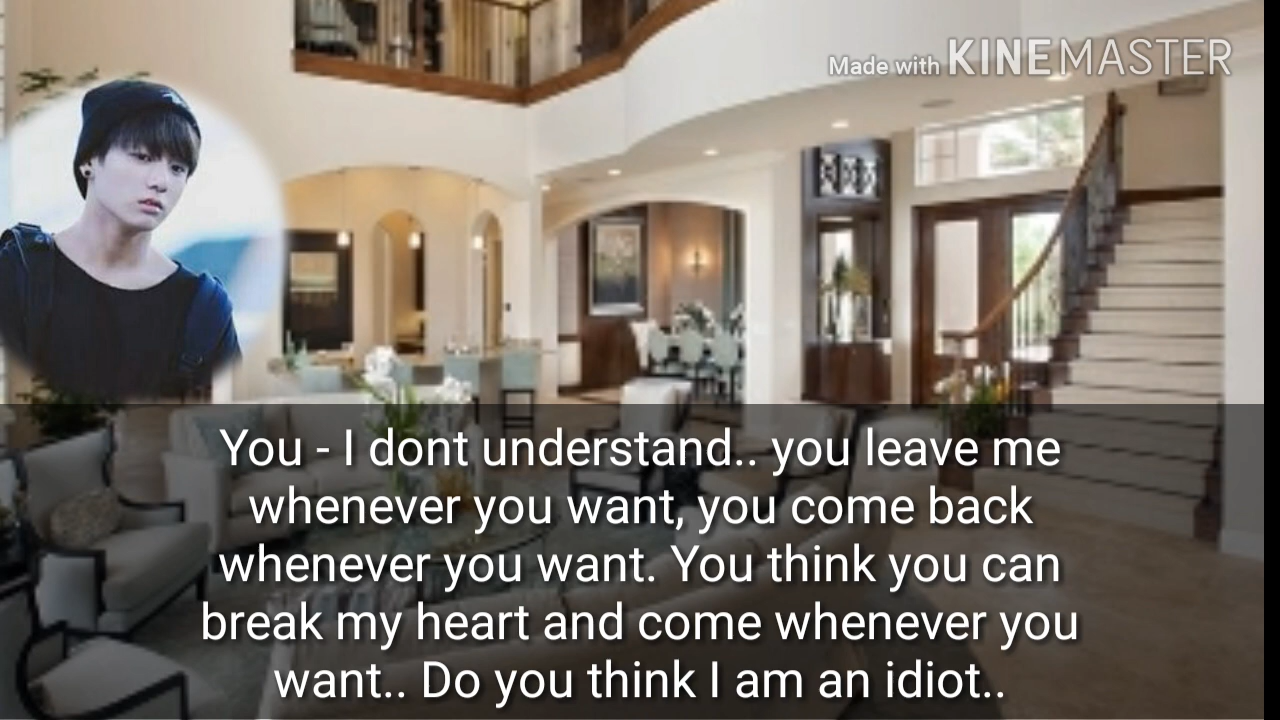 Made with KINEMASTER
You - I dont understand.. you leave me
whenever you want, you come back
whenever you want. You think you can
break my heart and come whenever you
want.. Do you think I am an idiot..